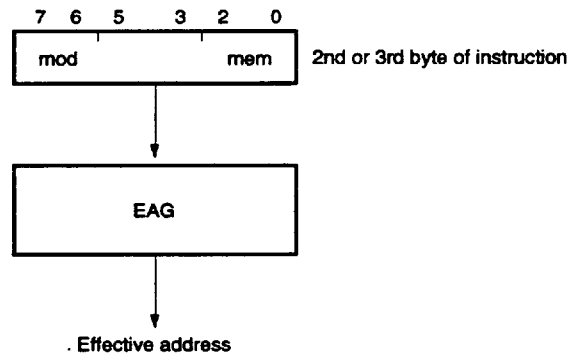 7 6 5 3 2 0
mod mem 2nd or 3rd byte of instruction
EAG
Effective address